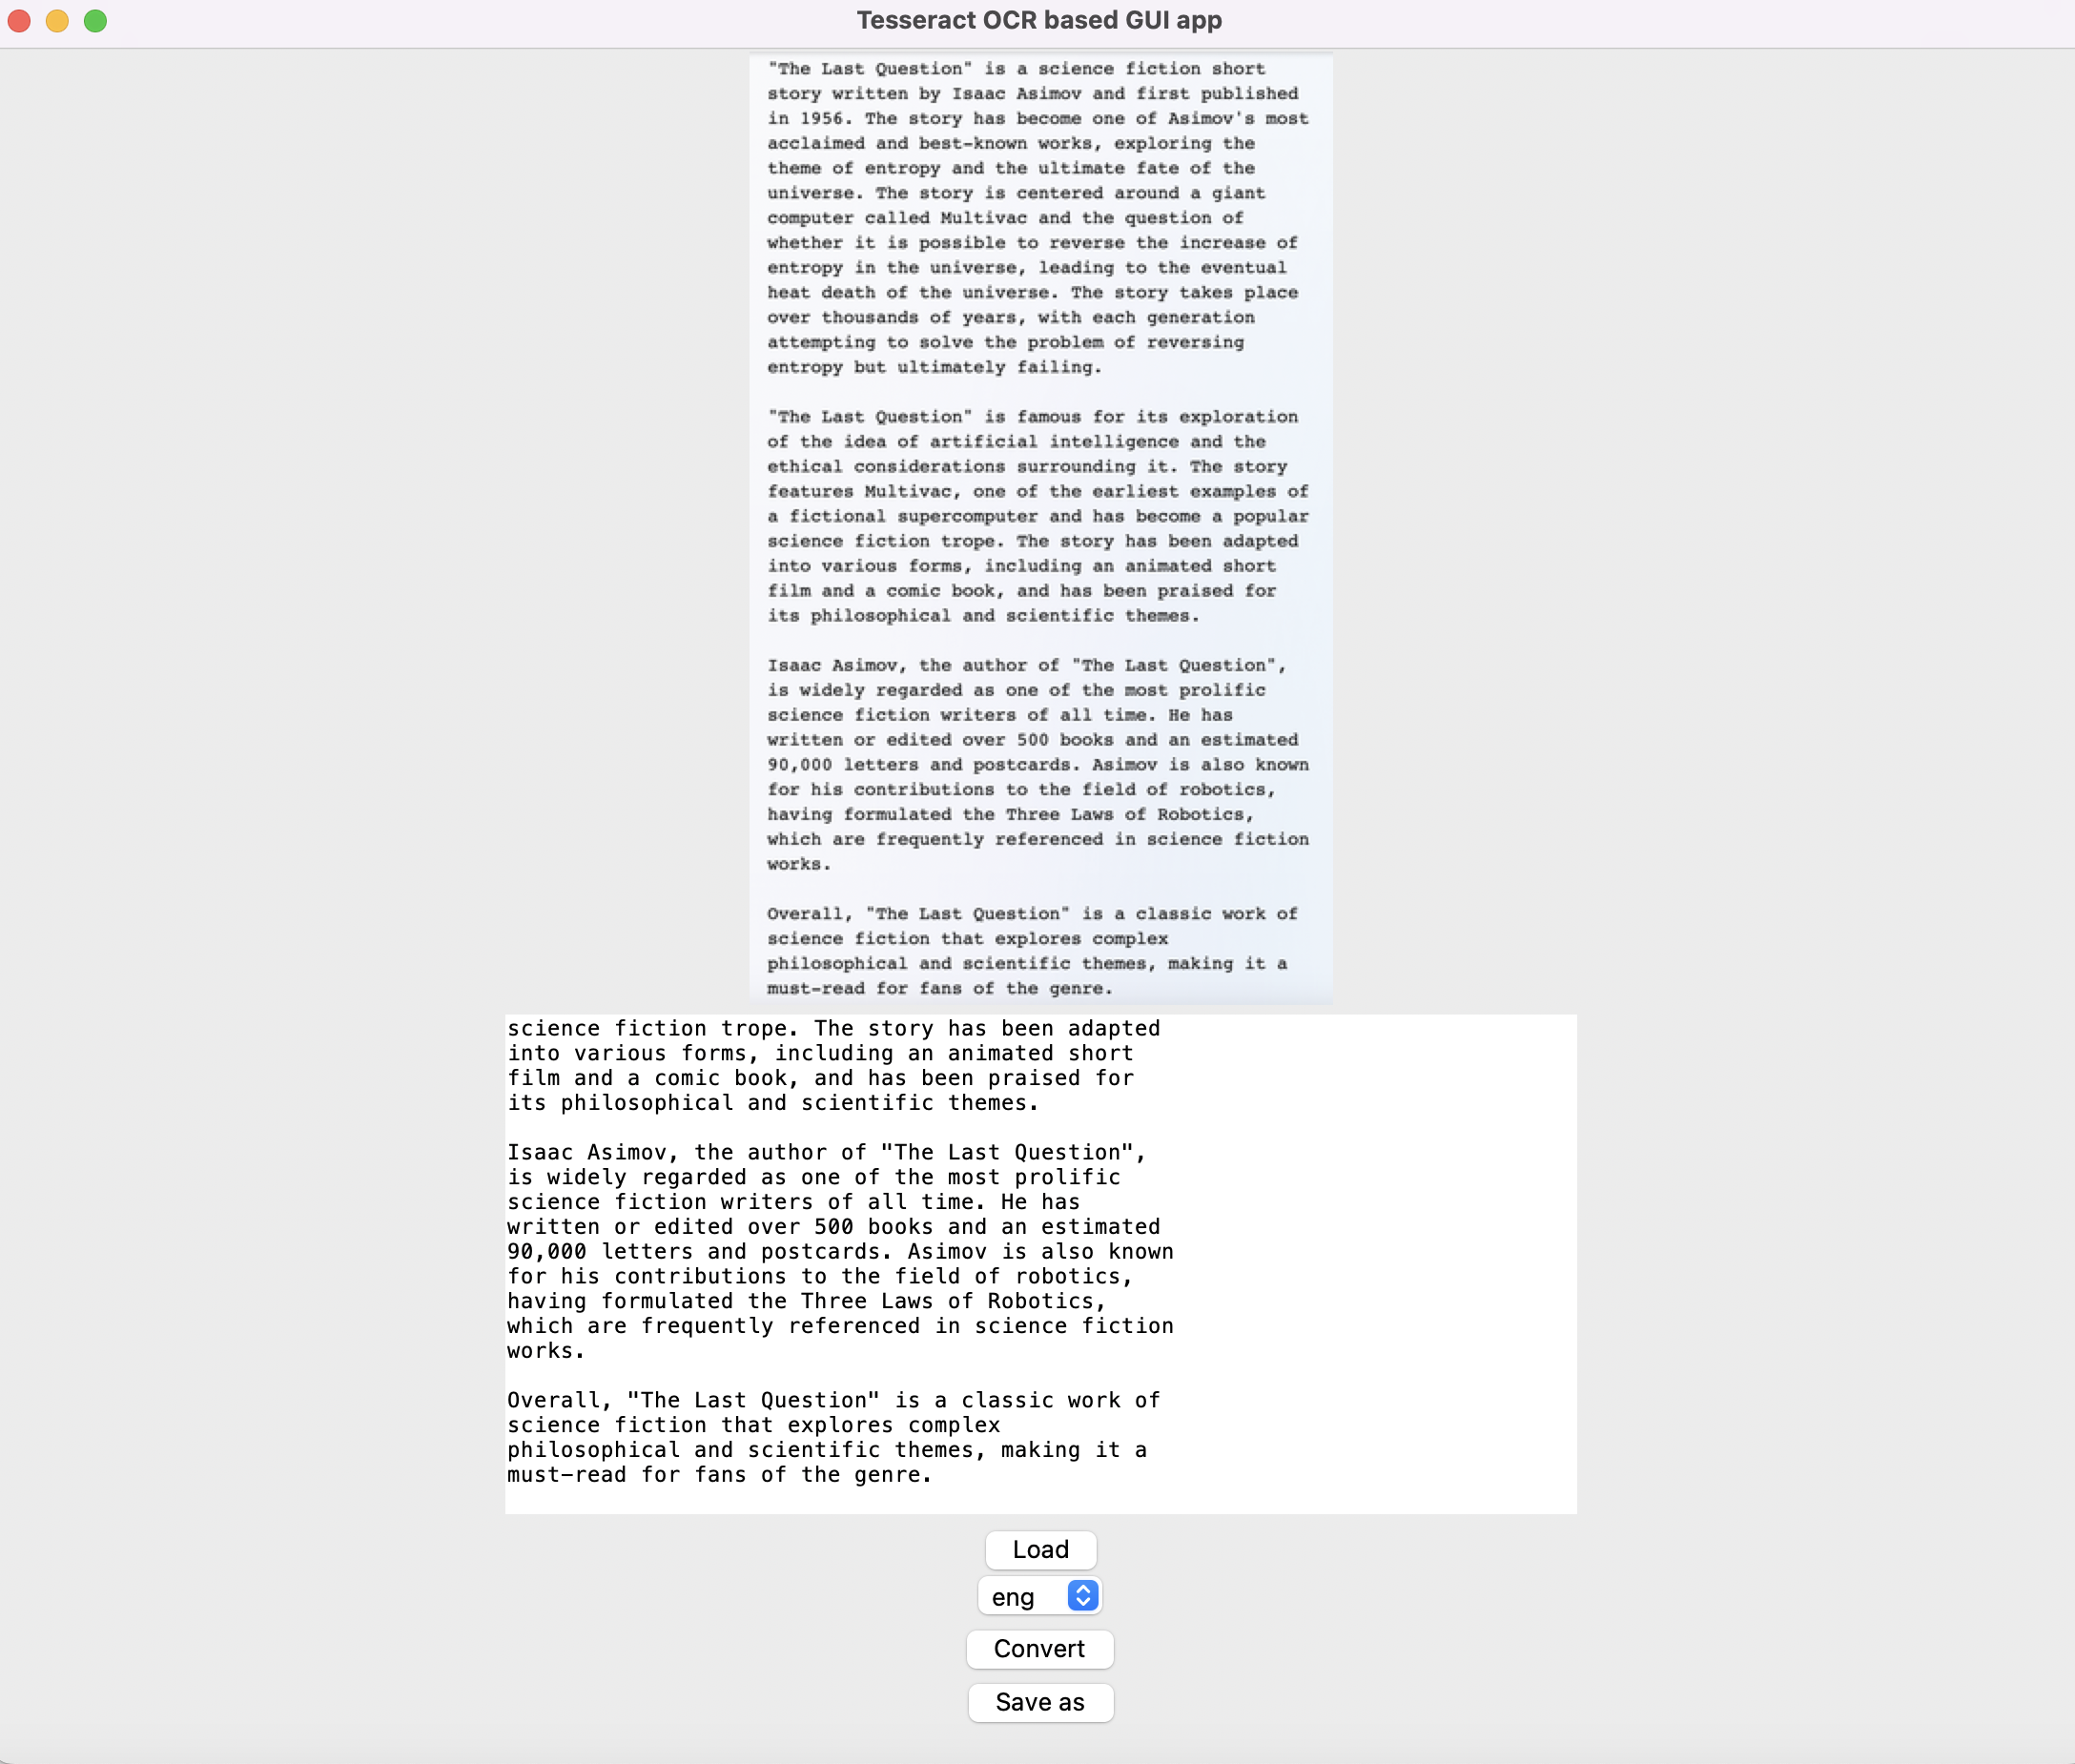 Tesseract OCR based GUI app
"The Last Question" is a science fiction short
story written by Isaac Asimov and first published
in 1956. The story has become one of Asimov's most
acclaimed and best-known works, exploring the
theme of entropy and the ultimate fate of the
universe. The story is centered around a giant
computer called Multivac and the question of
whether it is possible to reverse the increase of
entropy in the universe, leading to the eventual
heat death of the universe. The story takes place
over thousands of years, with each generation
attempting to solve the problem of reversing
entropy but ultimately failing.
"The Last Question" is famous for its exploration
of the idea of artificial intelligence and the
ethical considerations surrounding it. The story
features Multivac, one of the earliest examples of
a fictional supercomputer and has become a popular
science fiction trope. The story has been adapted
into various forms, including an animated short
film and a comic book, and has been praised for
its philosophical and scientific themes.
Isaac Asimov, the author of "The Last Question",
is widely regarded as one of the most prolific
science fiction writers of all time. He has
written or edited over 500 books and an estimated
90,000 letters and postcards. Asimov is also known
for his contributions to the field of robotics,
having formulated the Three Laws of Robotics,
which are frequently referenced in science fiction
works.
Overall, "The Last Question" is a classic work of
science fiction that explores complex
philosophical and scientific themes, making it a
must-read for fans of the genre.
science fiction trope. The story has been adapted
into various forms, including an animated short
film and a comic book, and has been praised for
its philosophical and scientific themes.
Isaac Asimov, the author of "The Last Question",
is widely regarded as one of the most prolific
science fiction writers of all time. He has
written or edited over 500 books and an estimated
90,000 letters and postcards. Asimov is also known
for his contributions to the field of robotics,
having formulated the Three Laws of Robotics,
which are frequently referenced in science fiction
works.
Overall, "The Last Question" is a classic work of
science fiction that explores complex
philosophical and scientific themes, making it a
must-read for fans of the genre.
Load
eng
Convert
Save as